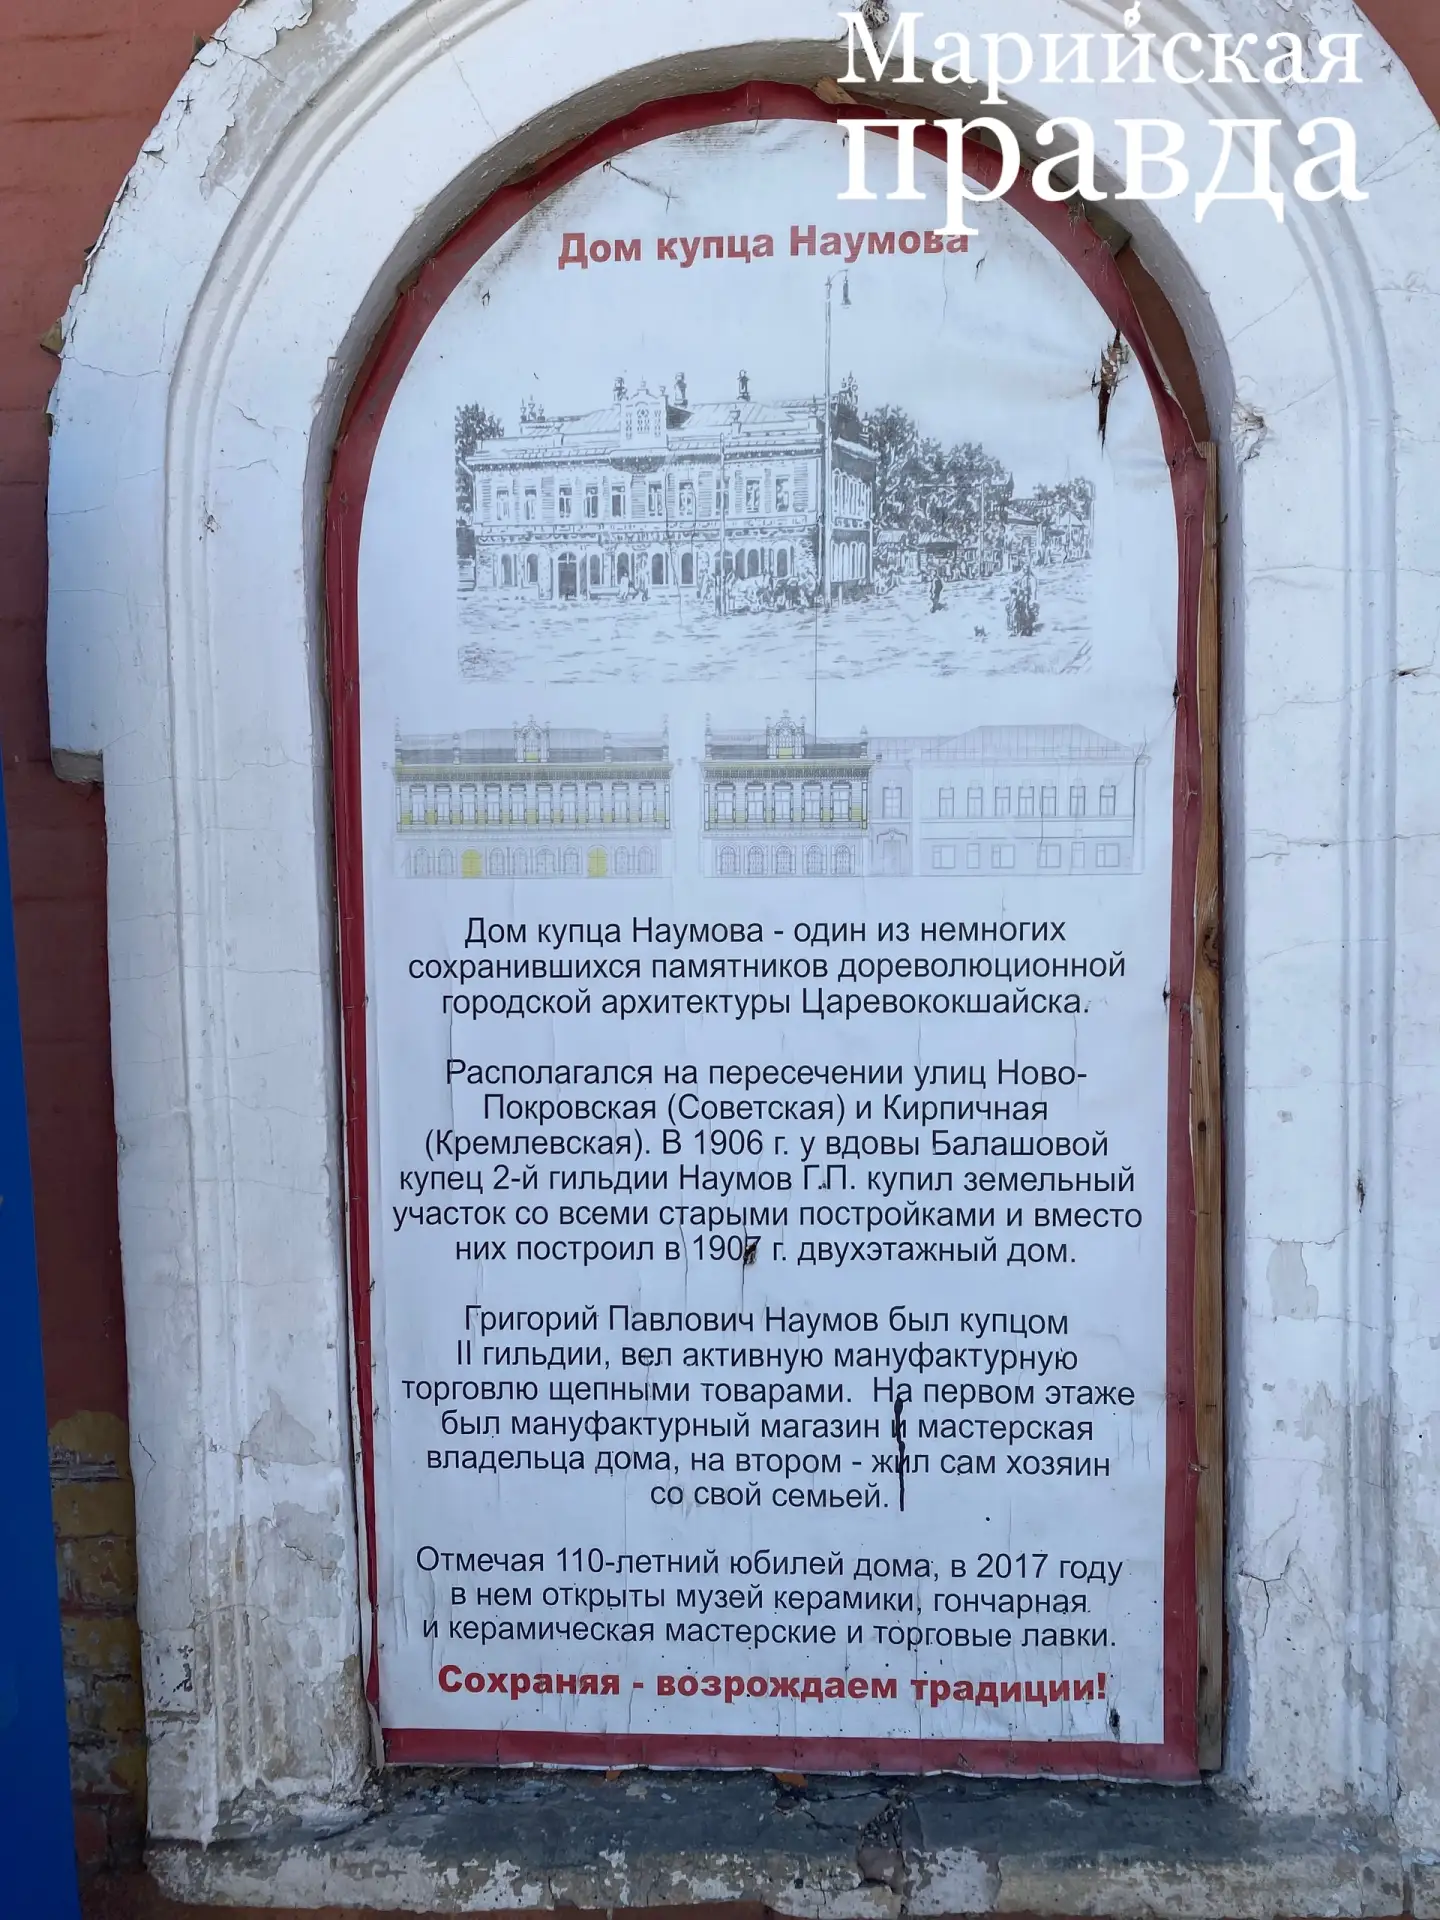 Марийская
правда
Дом купца Наумова
Дом купца Наумова - один из немногих
сохранившихся памятников дореволюционной
городской архитектуры Царевококшайска.
Располагался на пересечении улиц Ново-
Покровская (Советская) и Кирпичная
(Кремлевская). В 1906 г. у вдовы Балашовой
купец 2-й гильдии Наумов Г.П. купил земельный
участок со всеми старыми постройками и вместо
них построил в 1907 г. двухэтажный дом.
Григорий Павлович Наумов был купцом
II гильдии, вел активную мануфактурную
торговлю щепными товарами. На первом этаже
был мануфактурный магазин и мастерская
владельца дома, на втором - жил сам хозяин
со свой семьей.
Отмечая 110-летний юбилей дома, в 2017 году
в нем открыты музей керамики, гончарная
и керамическая мастерские и торговые лавки.
Сохраняя - возрождаем традиции!